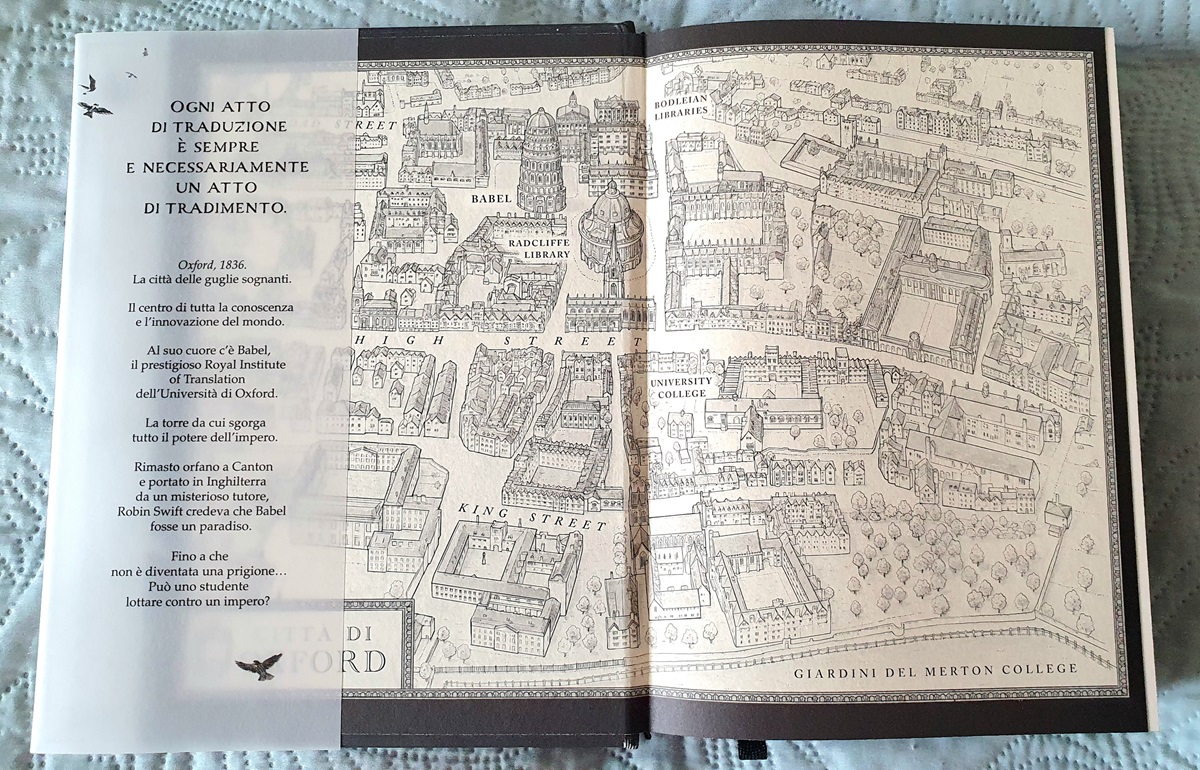 OGNI ATTO
DI TRADUZIONE
È SEMPRE
E NECESSARIAMENTE
UN ATTO
DI TRADIMENTO.
Oxford, 1836.
La città delle guglie sognanti.
Il centro di tutta la conoscenza
e l'innovazione del mondo.
Al suo cuore c'è Babel,
il prestigioso Royal Institute
of Translation
dell'Università di Oxford.
La torre da cui sgorga
tutto il potere dell'impero.
Rimasto orfano a Canton
e portato in Inghilterra
da un misterioso tutore,
Robin Swift credeva che Babel
fosse un paradiso.
Fino a che
non è diventata una prigione…
Può uno studente
lottare contro un impero?
STREET
BODLEIAN
LIBRARIES
BABEL
RADCLIFFE
LIBRARY
HIGH STREET
UNIVERSITY
COLLEGE
KING STREET
DI
FORD
GIARDINI DEL MERTON COLLEGE